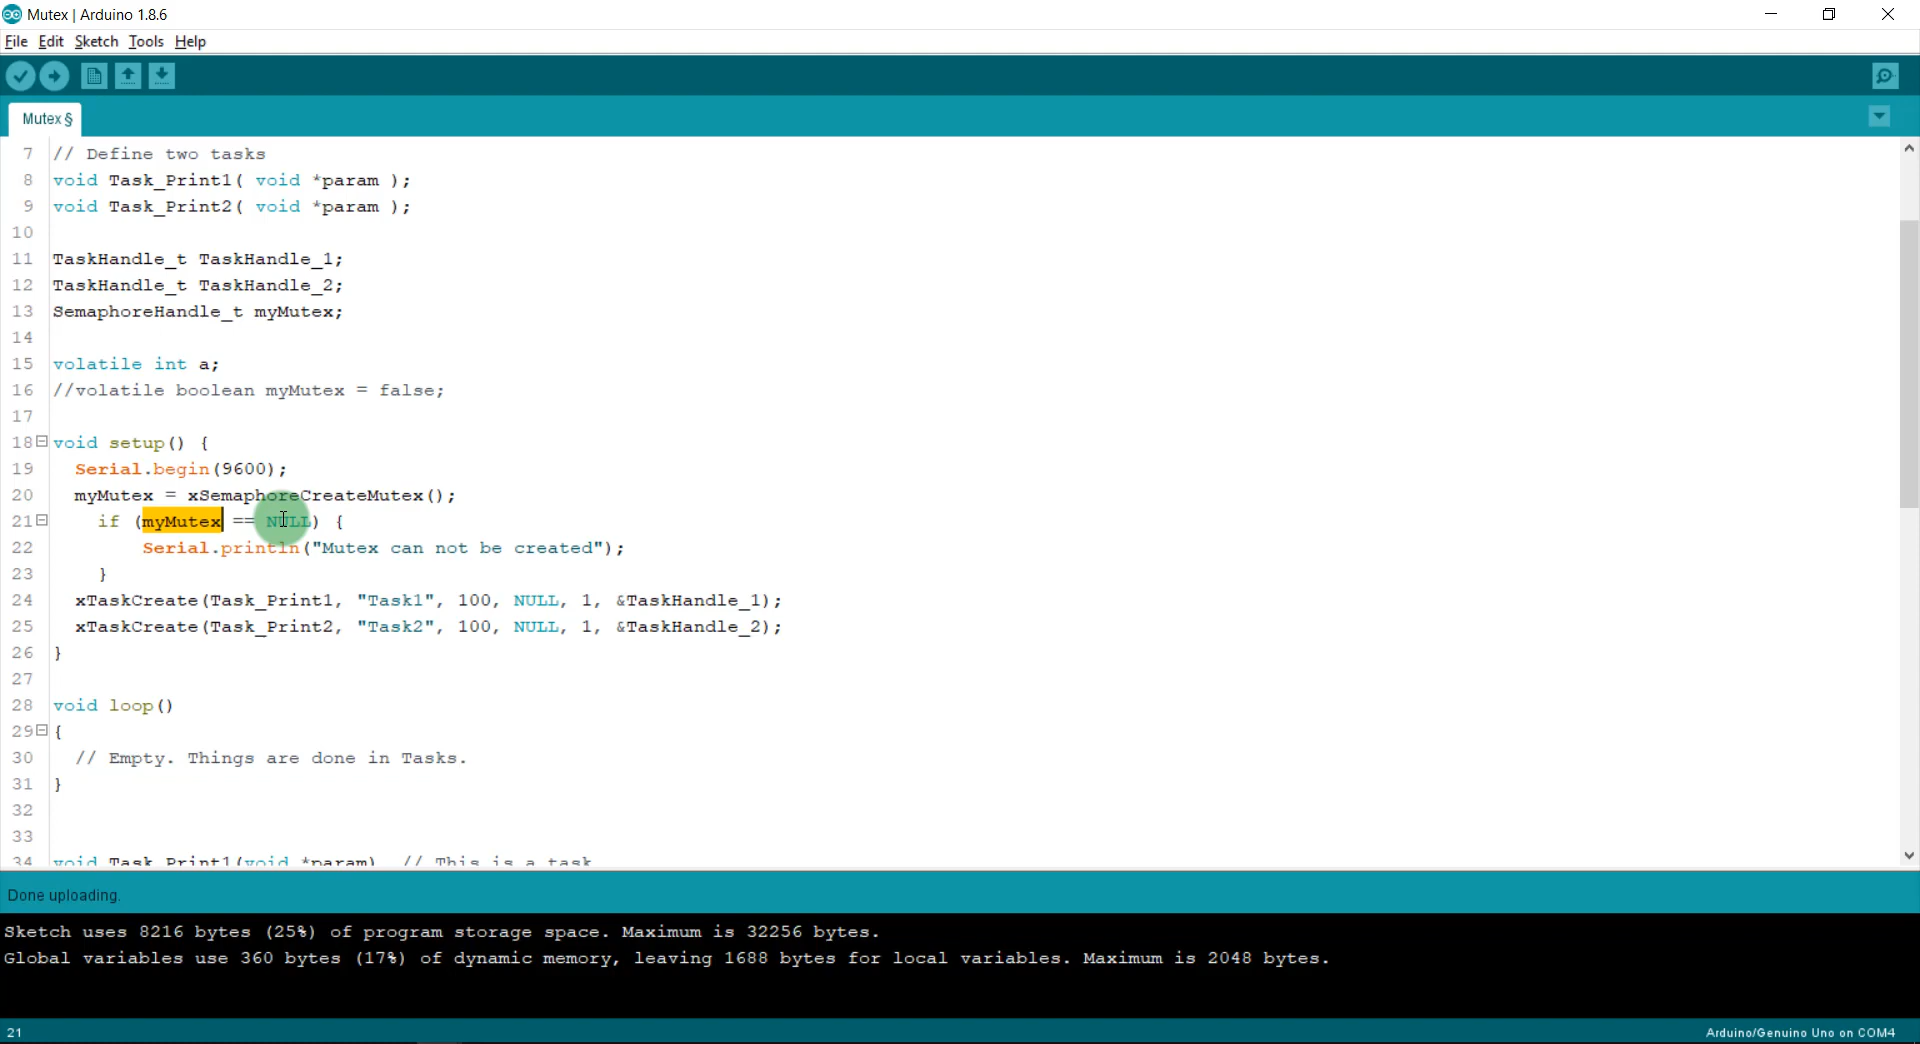 Mutex | Arduino 1.8.6
File Edit Sketch Tools Help
Mutex §
7 // Define two tasks
8 void Task_Print1( void *param );
9 void Task_Print2( void *param );
10
11 TaskHandle_t TaskHandle_1;
12 TaskHandle_t TaskHandle_2;
13 SemaphoreHandle_t myMutex;
14
15 volatile int a;
16 //volatile boolean myMutex = false;
17
18 void setup() {
19 Serial.begin(9600);
20 myMutex = xSemaphoreCreateMutex();
21 if (myMutex == NULL) {
22 Serial.println("Mutex can not be created");
23 }
24 xTaskCreate(Task_Print1, "Task1", 100, NULL, 1, &TaskHandle_1);
25 xTaskCreate(Task_Print2, "Task2", 100, NULL, 1, &TaskHandle_2);
26 }
27
28 void loop()
29 {
30 // Empty. Things are done in Tasks.
31 }
32
33
34 void Task_Print1(void *param) // This is a task
Done uploading.
Sketch uses 8216 bytes (25%) of program storage space. Maximum is 32256 bytes.
Global variables use 360 bytes (17%) of dynamic memory, leaving 1688 bytes for local variables. Maximum is 2048 bytes.
21 Arduino/Genuino Uno on COM4